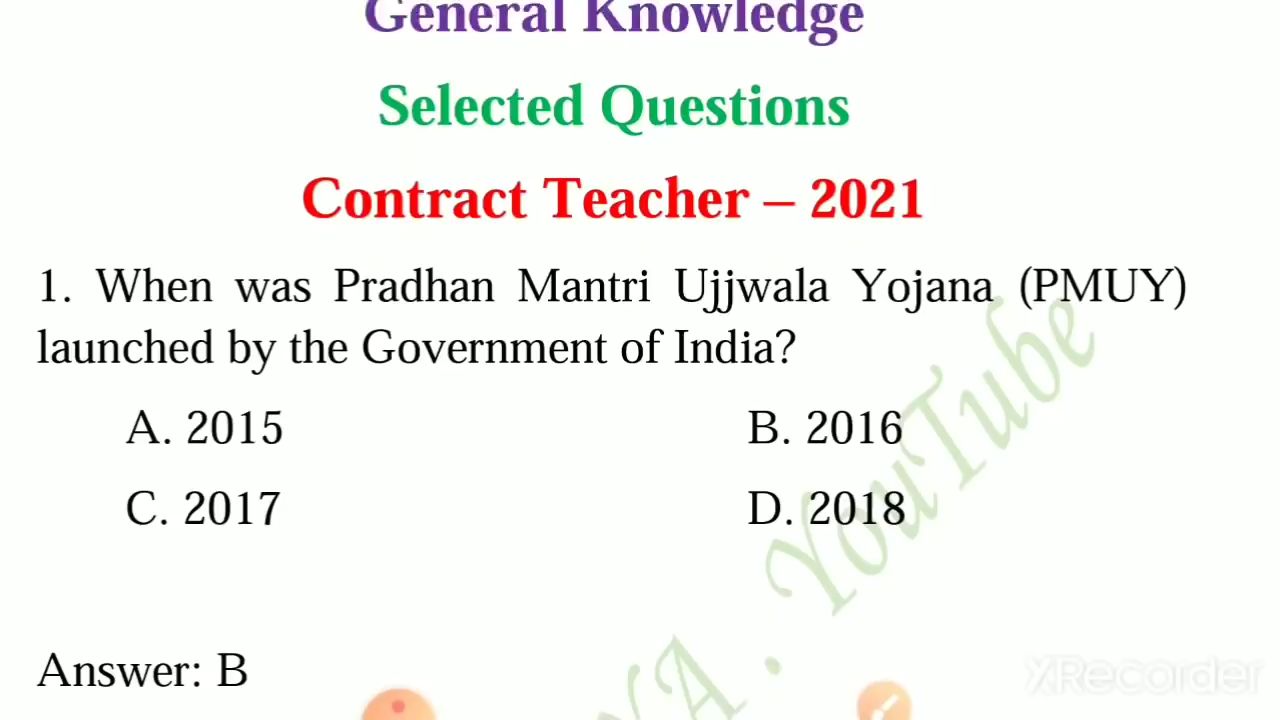 General Knowledge
Selected Questions
Contract Teacher – 2021
1. When was Pradhan Mantri Ujjwala Yojana (PMUY)
launched by the Government of India?
A. 2015 B. 2016
C. 2017 D. 2018
Answer: B
. YouTube
XRecorder